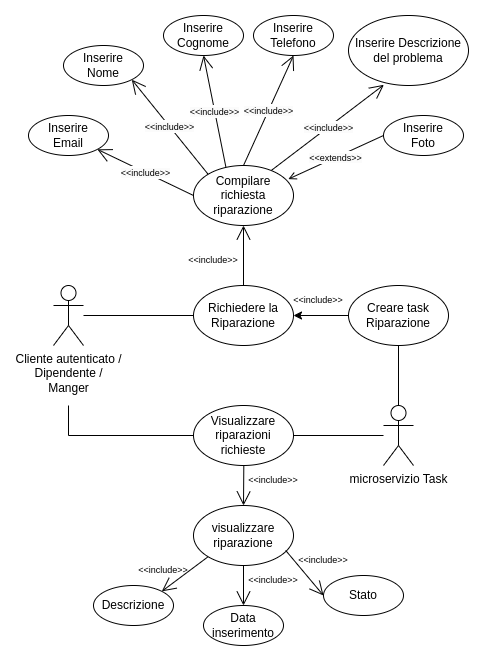 Inserire
Cognome
Inserire
Telefono
Inserire Descrizione
del problema
Inserire
Nome
<<include>>
<<include>>
<<include>>
<<include>>
Inserire
Email
Inserire
Foto
<<extends>>
<<include>>
Compilare
richiesta
riparazione
<<include>>
Richiedere la
Riparazione
<<include>>
Creare task
Riparazione
Cliente autenticato /
Dipendente /
Manger
Visualizzare
riparazioni
richieste
microservizio Task
<<include>>
visualizzare
riparazione
<<include>>
<<include>>
<<include>>
Descrizione
Data
inserimento
Stato